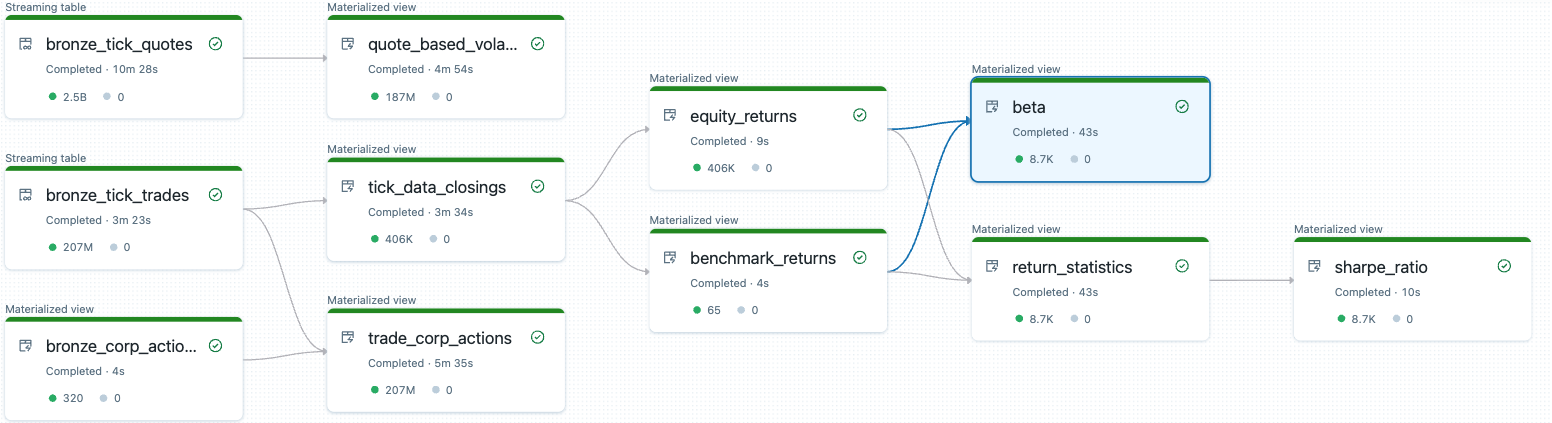 Streaming table
bronze_tick_quotes
Completed · 10m 28s
2.5B 0
Materialized view
quote_based_vola...
Completed · 4m 54s
187M 0
Streaming table
bronze_tick_trades
Completed · 3m 23s
207M 0
Materialized view
tick_data_closings
Completed · 3m 34s
406K 0
Materialized view
bronze_corp_actio...
Completed · 4s
320 0
Materialized view
trade_corp_actions
Completed · 5m 35s
207M 0
Materialized view
equity_returns
Completed · 9s
406K 0
Materialized view
benchmark_returns
Completed · 4s
65 0
Materialized view
beta
Completed · 43s
8.7K 0
Materialized view
return_statistics
Completed · 43s
8.7K 0
Materialized view
sharpe_ratio
Completed · 10s
8.7K 0